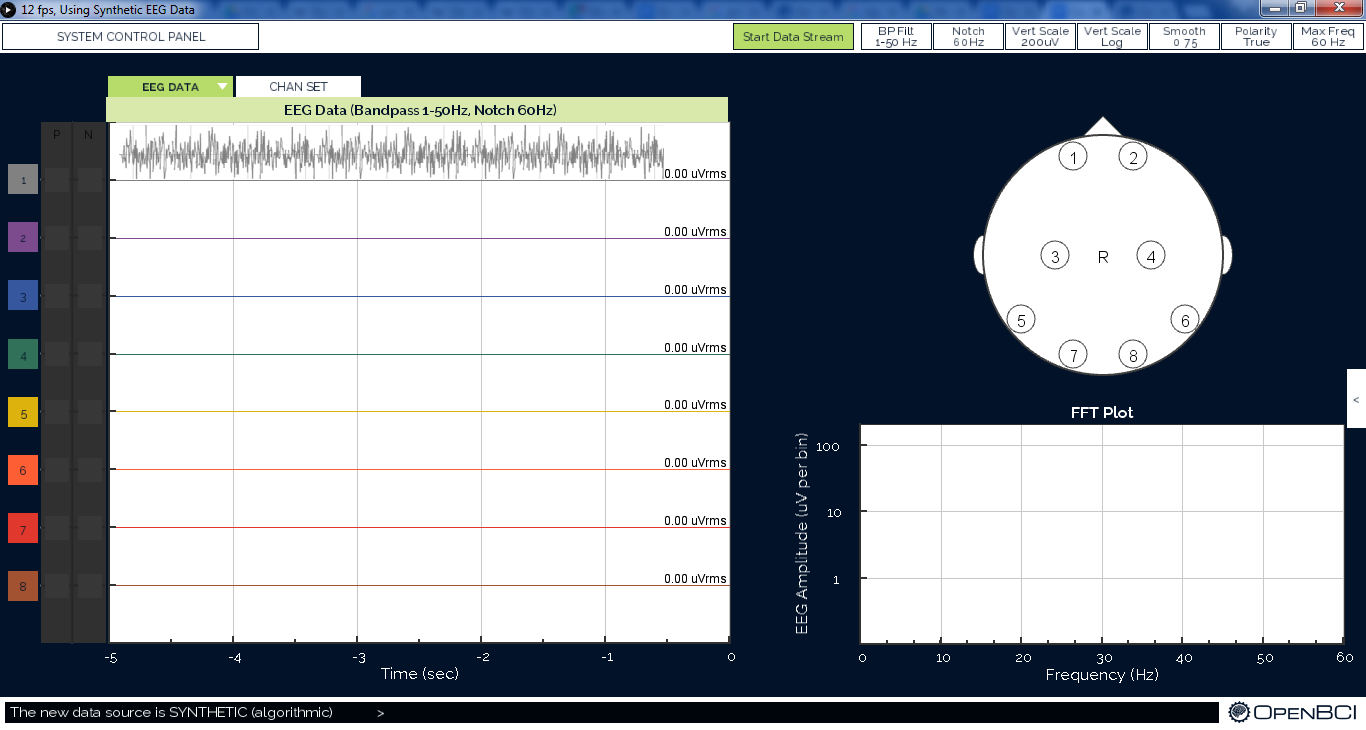 12 fps, Using Synthetic EEG Data
SYSTEM CONTROL PANEL
Start Data Stream
BP Filt
1-50 Hz
Notch
60Hz
Vert Scale
200uV
Vert Scale
Log
Smooth
0.75
Polarity
True
Max Freq
60 Hz
EEG DATA
CHAN SET
EEG Data (Bandpass 1-50Hz, Notch 60Hz)
P N
1
0.00 uVrms
2
0.00 uVrms
3
0.00 uVrms
4
0.00 uVrms
5
0.00 uVrms
6
0.00 uVrms
7
0.00 uVrms
8
0.00 uVrms
-5 -4 -3 -2 -1 0
Time (sec)
1 2
3 R 4
5 6
7 8
<
FFT Plot
EEG Amplitude (uV per bin)
100
10
1
0 10 20 30 40 50 60
Frequency (Hz)
The new data source is SYNTHETIC (algorithmic) >
OPENBCI